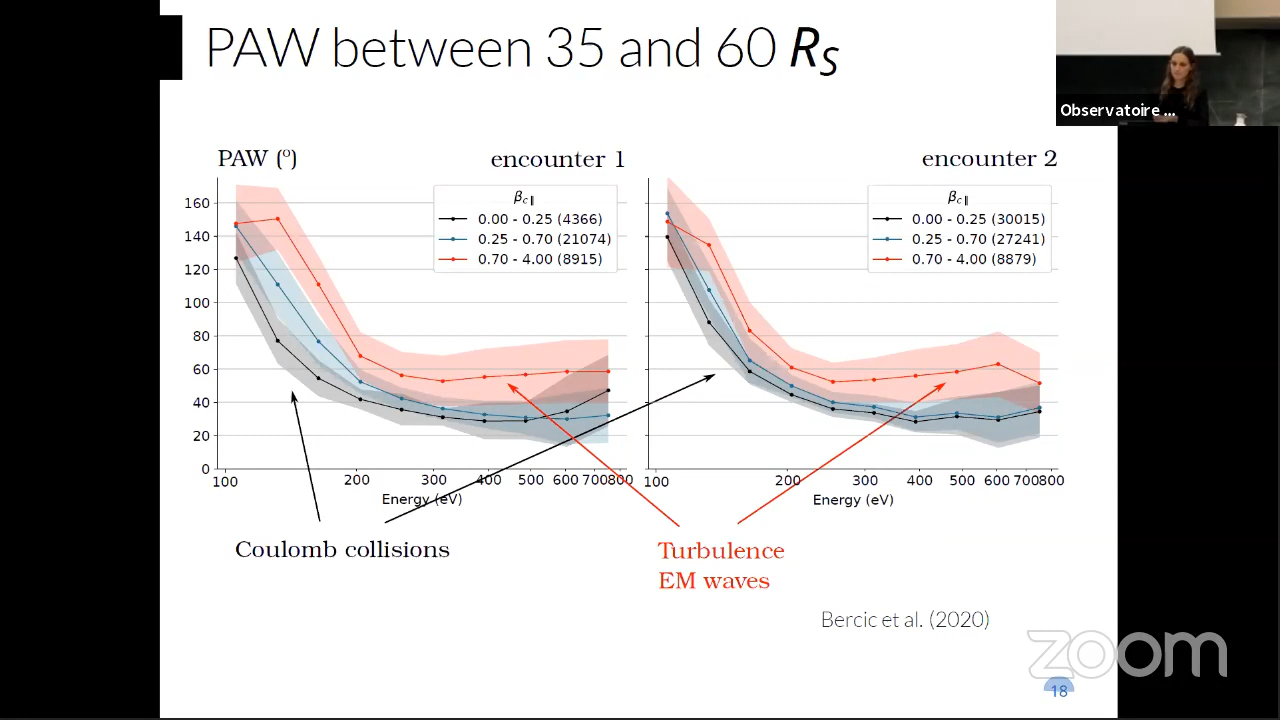 PAW between 35 and 60 R_S
Observatoire ...
PAW (º)
encounter 1
encounter 2
β_c∥
0.00 - 0.25 (4366)
0.25 - 0.70 (21074)
0.70 - 4.00 (8915)
β_c∥
0.00 - 0.25 (30015)
0.25 - 0.70 (27241)
0.70 - 4.00 (8879)
160
140
120
100
80
60
40
20
0
100 200 300 400 500 600 700 800
100 200 300 400 500 600 700 800
Energy (eV)
Energy (eV)
Coulomb collisions
Turbulence
EM waves
Bercic et al. (2020)
zoom
18